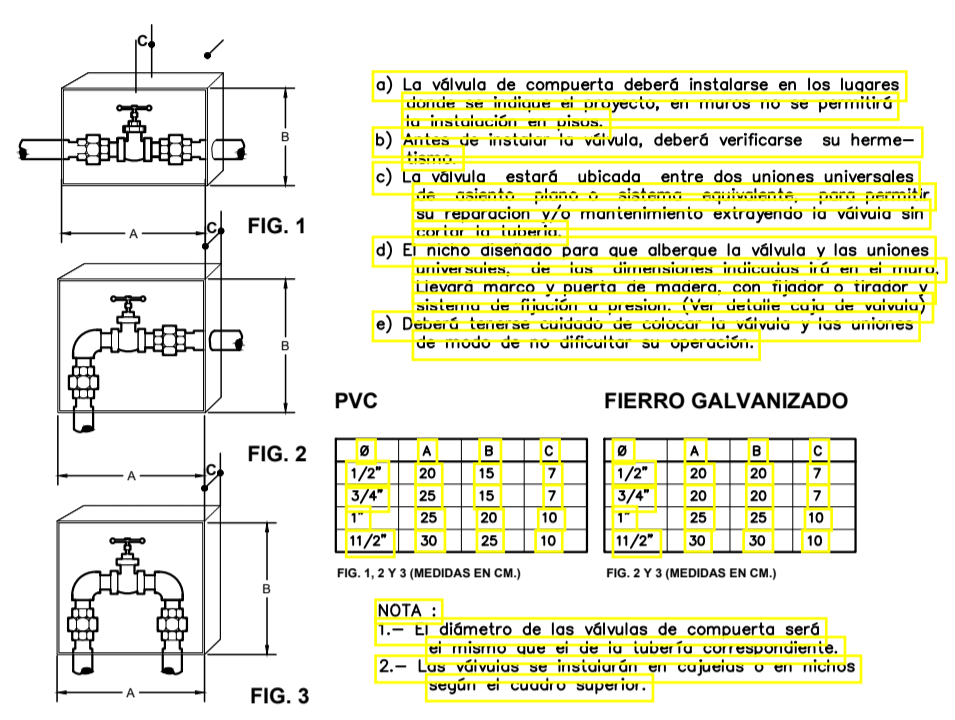 C
B
A
FIG. 1
C
B
A
FIG. 2
C
B
A
FIG. 3
a) La válvula de compuerta deberá instalarse en los lugares
donde se indique el proyecto, en muros no se permitirá
la instalación en pisos.
b) Antes de instalar la válvula, deberá verificarse su herme-
tismo.
c) La válvula estará ubicada entre dos uniones universales
de asiento plano o sistema equivalente, para permitir
su reparacion y/o mantenimiento extrayendo la válvula sin
cortar la tuberia.
d) El nicho diseñado para que albergue la válvula y las uniones
universales, de las dimensiones indicadas irá en el muro.
Llevará marco y puerta de madera, con fijador o tirador y
sistema de fijación a presion. (Ver detalle caja de valvula)
e) Deberá tenerse cuidado de colocar la válvula y las uniones
de modo de no dificultar su operación.
PVC
Ø A B C
1/2" 20 15 7
3/4" 25 15 7
1" 25 20 10
11/2" 30 25 10
FIG. 1, 2 Y 3 (MEDIDAS EN CM.)
FIERRO GALVANIZADO
Ø A B C
1/2" 20 20 7
3/4" 20 20 7
1" 25 25 10
11/2" 30 30 10
FIG. 2 Y 3 (MEDIDAS EN CM.)
NOTA :
1.- El diámetro de las válvulas de compuerta será
el mismo que el de la tubería correspondiente.
2.- Las válvulas se instalarán en cajuelas o en nichos
según el cuadro superior.